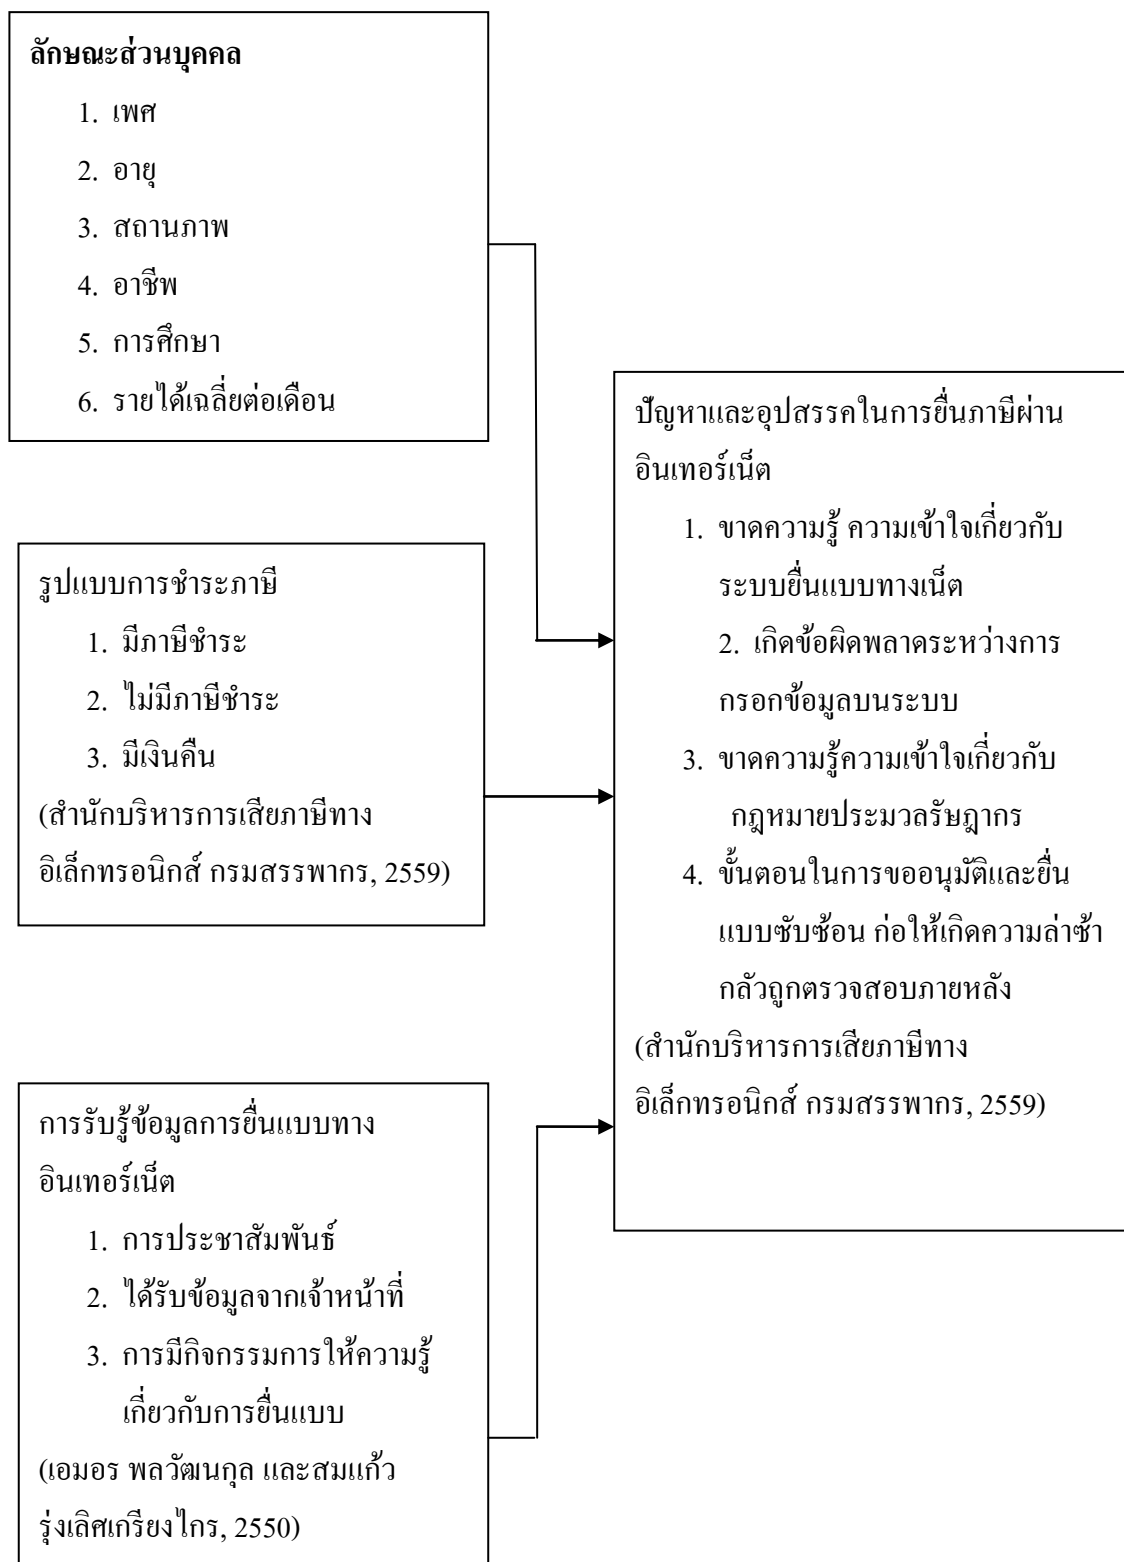 ลักษณะส่วนบุคคล
1. เพศ
2. อายุ
3. สถานภาพ
4. อาชีพ
5. การศึกษา
6. รายได้เฉลี่ยต่อเดือน
รูปแบบการชำระภาษี
1. มีภาษีชำระ
2. ไม่มีภาษีชำระ
3. มีเงินคืน
(สำนักบริหารการเสียภาษีทาง
อิเล็กทรอนิกส์ กรมสรรพากร, 2559)
การรับรู้ข้อมูลการยื่นแบบทาง
อินเทอร์เน็ต
1. การประชาสัมพันธ์
2. ได้รับข้อมูลจากเจ้าหน้าที่
3. การมีกิจกรรมการให้ความรู้
เกี่ยวกับการยื่นแบบ
(เอมอร พลวัฒนกุล และสมแก้ว
รุ่งเลิศเกรียงไกร, 2550)
ปัญหาและอุปสรรคในการยื่นภาษีผ่าน
อินเทอร์เน็ต
1. ขาดความรู้ ความเข้าใจเกี่ยวกับ
ระบบยื่นแบบทางเน็ต
2. เกิดข้อผิดพลาดระหว่างการ
กรอกข้อมูลบนระบบ
3. ขาดความรู้ความเข้าใจเกี่ยวกับ
กฎหมายประมวลรัษฎากร
4. ขั้นตอนในการขออนุมัติและยื่น
แบบซับซ้อน ก่อให้เกิดความล่าช้า
กลัวถูกตรวจสอบภายหลัง
(สำนักบริหารการเสียภาษีทาง
อิเล็กทรอนิกส์ กรมสรรพากร, 2559)